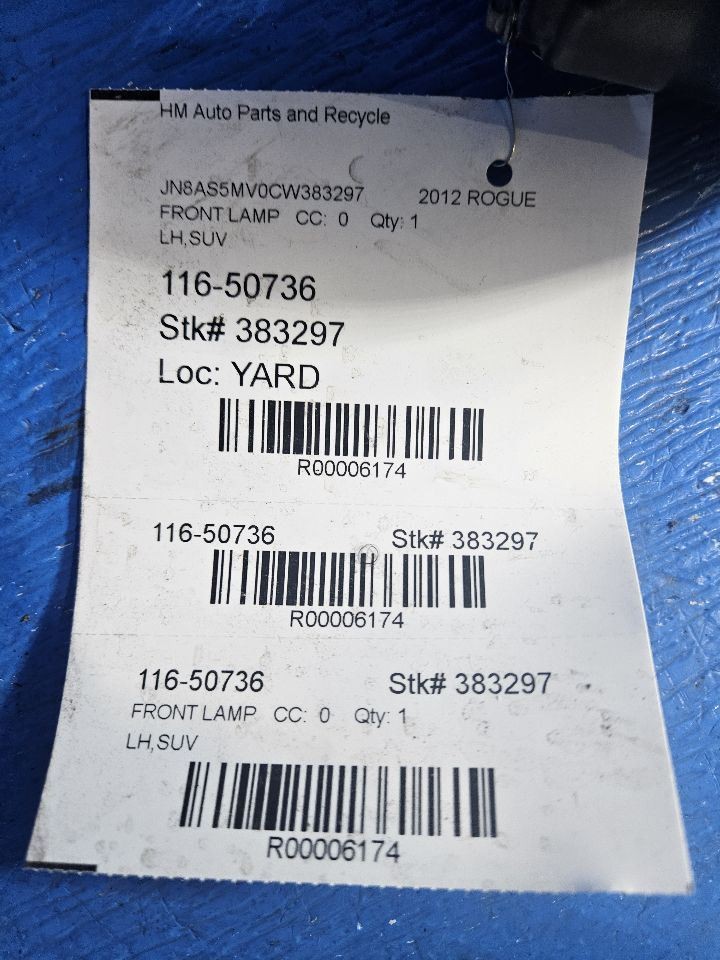 HM Auto Parts and Recycle
JN8AS5MV0CW383297 2012 ROGUE
FRONT LAMP CC: 0 Qty: 1
LH,SUV
116-50736
Stk# 383297
Loc: YARD
R00006174
116-50736 Stk# 383297
R00006174
116-50736 Stk# 383297
FRONT LAMP CC: 0 Qty: 1
LH,SUV
R00006174